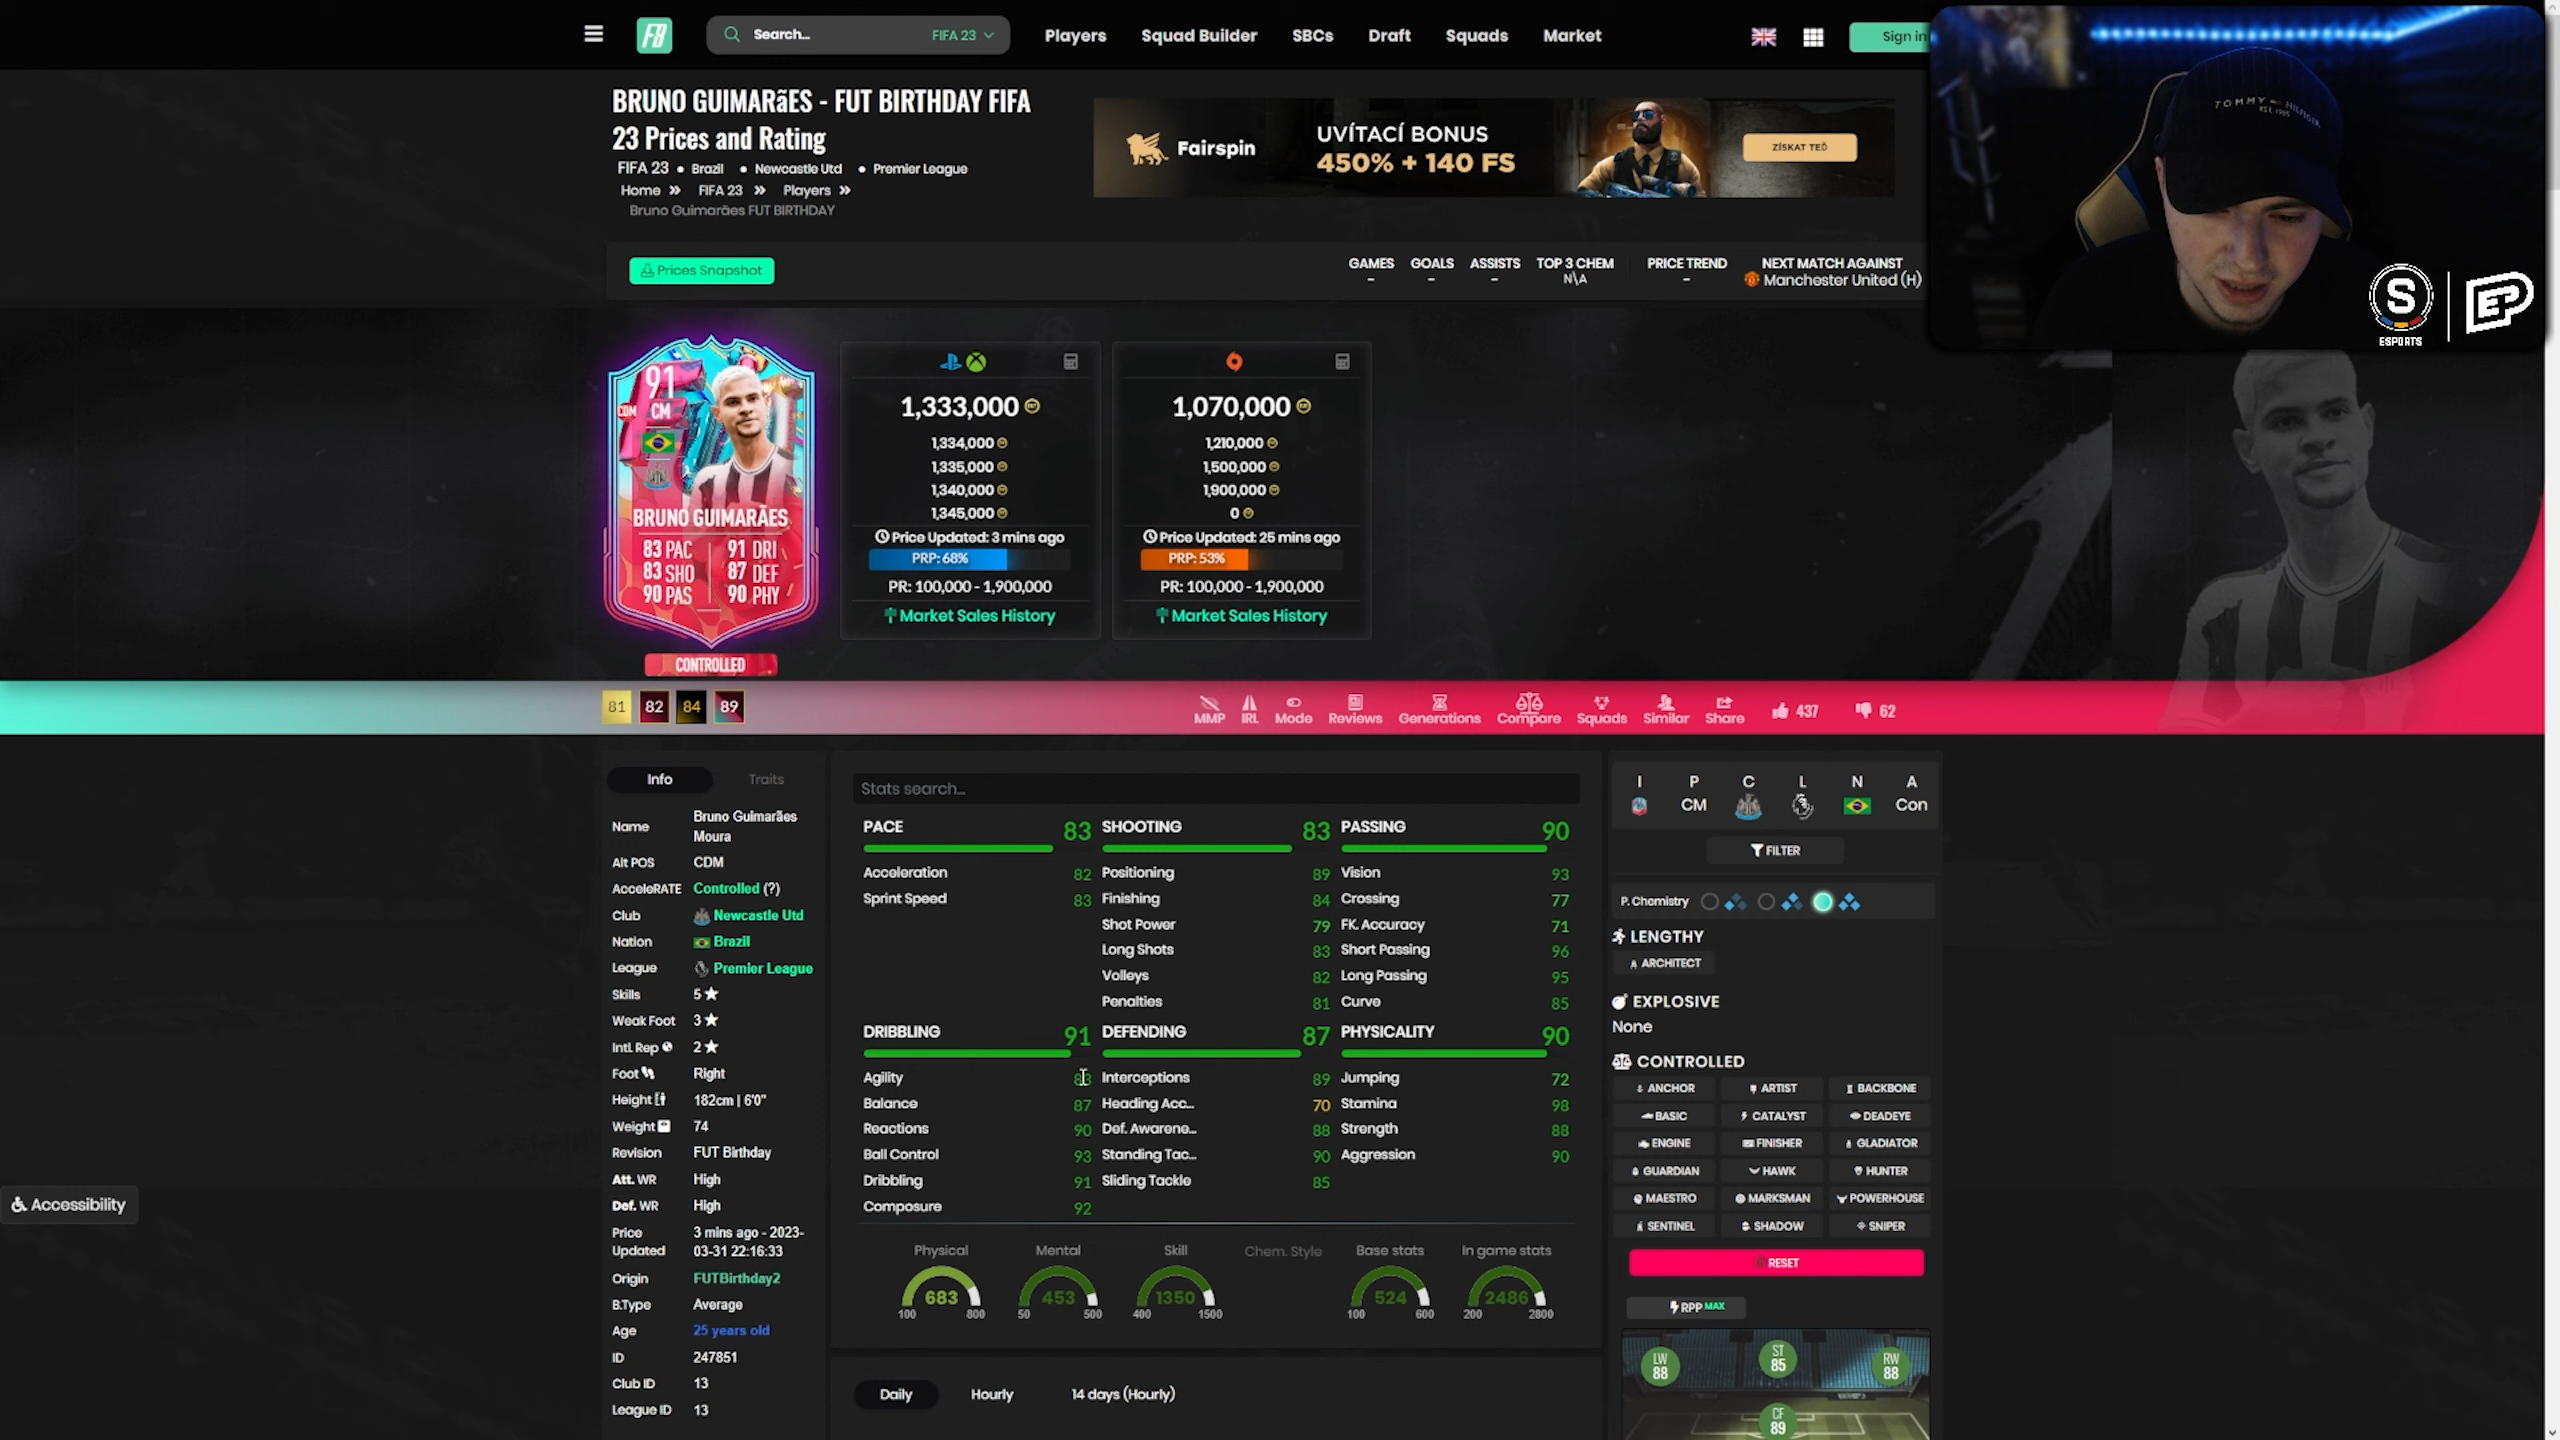 Search...
FIFA 23
Players
Squad Builder
SBCs
Draft
Squads
Market
Sign in
BRUNO GUIMARãES - FUT BIRTHDAY FIFA
23 Prices and Rating
FIFA 23 • Brazil • Newcastle Utd • Premier League
Home » FIFA 23 » Players »
Bruno Guimarães FUT BIRTHDAY
Fairspin
UVÍTACÍ BONUS
450% + 140 FS
ZÍSKAT TEĎ
TOMMY HILFIGER
EST. 1985
S
ESPORTS
EP
Prices Snapshot
GAMES
-
GOALS
-
ASSISTS
-
TOP 3 CHEM
N\A
PRICE TREND
-
NEXT MATCH AGAINST
Manchester United (H)
91
CDM CM
BRUNO GUIMARÃES
83 PAC 91 DRI
83 SHO 87 DEF
90 PAS 90 PHY
CONTROLLED
1,333,000
1,334,000
1,335,000
1,340,000
1,345,000
Price Updated: 3 mins ago
PRP: 68%
PR: 100,000 - 1,900,000
Market Sales History
1,070,000
1,210,000
1,500,000
1,900,000
0
Price Updated: 25 mins ago
PRP: 53%
PR: 100,000 - 1,900,000
Market Sales History
81 82 84 89
MMP
IRL
Mode
Reviews
Generations
Compare
Squads
Similar
Share
437
62
Info
Traits
Name Bruno Guimarães
Moura
Alt POS CDM
AcceleRATE Controlled (?)
Club Newcastle Utd
Nation Brazil
League Premier League
Skills 5
Weak Foot 3
Intl. Rep 2
Foot Right
Height 182cm | 6'0"
Weight 74
Revision FUT Birthday
Att. WR High
Def. WR High
Price Updated 3 mins ago - 2023-
03-31 22:16:33
Origin FUTBirthday2
B.Type Average
Age 25 years old
ID 247851
Club ID 13
League ID 13
Accessibility
Stats search...
PACE 83
Acceleration 82
Sprint Speed 83
SHOOTING 83
Positioning 89
Finishing 84
Shot Power 79
Long Shots 83
Volleys 82
Penalties 81
PASSING 90
Vision 93
Crossing 77
FK. Accuracy 71
Short Passing 96
Long Passing 95
Curve 85
DRIBBLING 91
Agility
Balance 87
Reactions 90
Ball Control 93
Dribbling 91
Composure 92
DEFENDING 87
Interceptions 89
Heading Acc... 70
Def. Awarene... 88
Standing Tac... 90
Sliding Tackle 85
PHYSICALITY 90
Jumping 72
Stamina 98
Strength 88
Aggression 90
Physical
683
100 800
Mental
453
50 500
Skill
1350
400 1500
Chem. Style
Base stats
524
100 600
In game stats
2486
200 2800
Daily
Hourly
14 days (Hourly)
I P C L N A
CM Con
FILTER
P. Chemistry
LENGTHY
ARCHITECT
EXPLOSIVE
None
CONTROLLED
ANCHOR ARTIST BACKBONE
BASIC CATALYST DEADEYE
ENGINE FINISHER GLADIATOR
GUARDIAN HAWK HUNTER
MAESTRO MARKSMAN POWERHOUSE
SENTINEL SHADOW SNIPER
RESET
RPP MAX
LW
88
ST
85
RW
88
CF
89